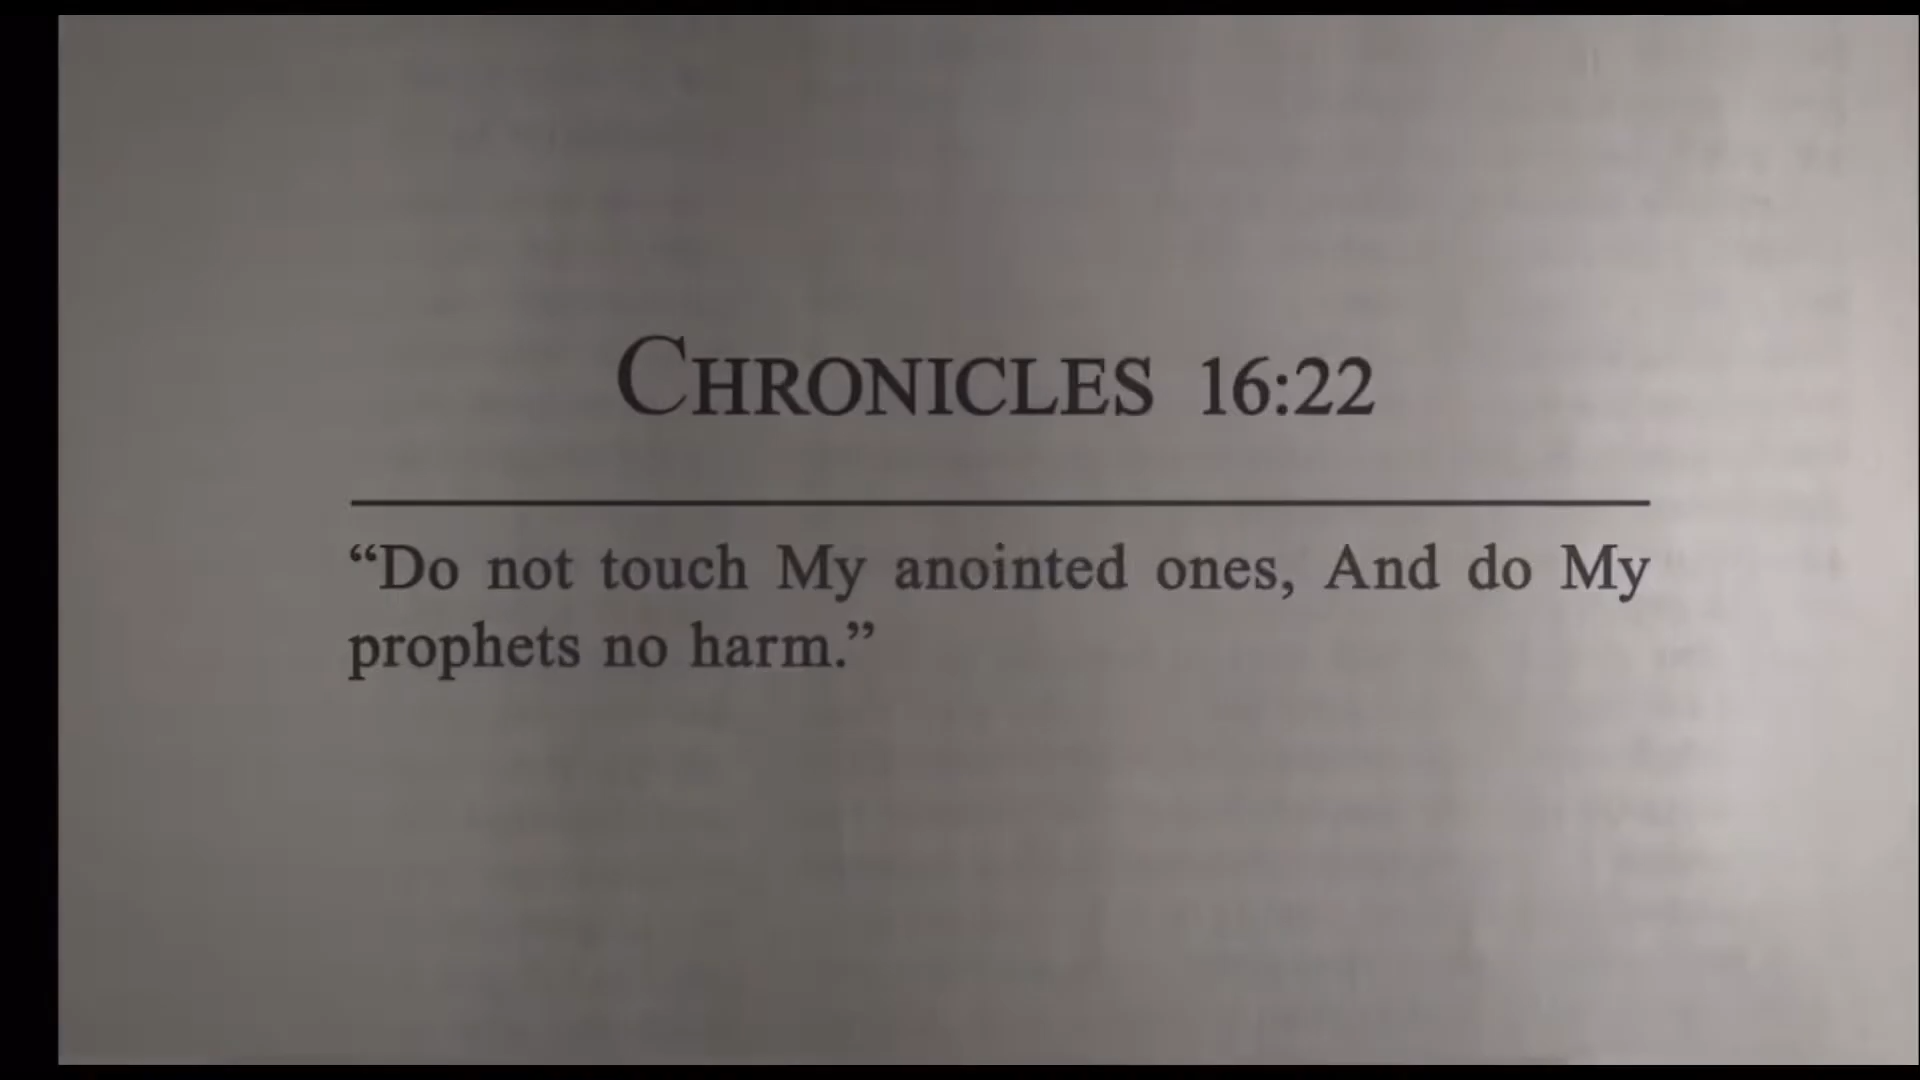 CHRONICLES 16:22
“Do not touch My anointed ones, And do My
prophets no harm.”